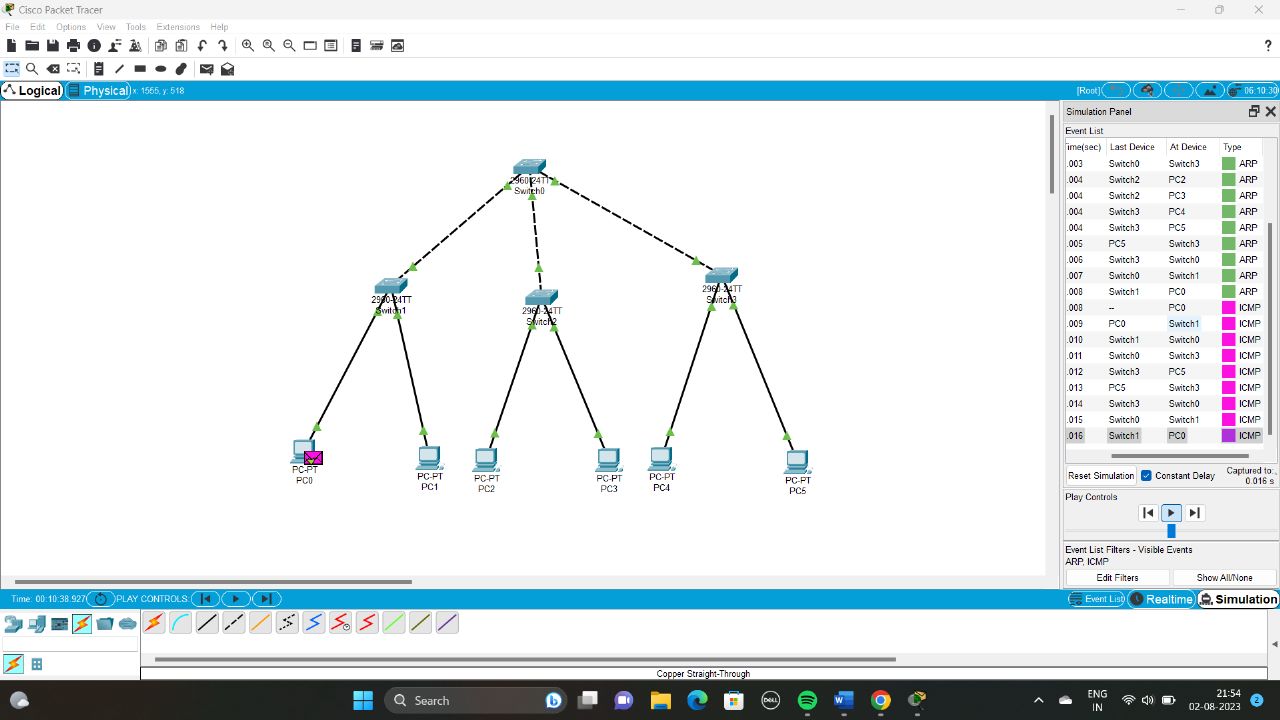 Cisco Packet Tracer
File Edit Options View Tools Extensions Help
?
Logical Physical x: 1565, y: 518 [Root] 06:10:30
Simulation Panel
Event List
ime(sec) Last Device At Device Type
.003 Switch0 Switch3 ARP
.004 Switch2 PC2 ARP
.004 Switch2 PC3 ARP
.004 Switch3 PC4 ARP
.004 Switch3 PC5 ARP
.005 PC5 Switch3 ARP
.006 Switch3 Switch0 ARP
.007 Switch0 Switch1 ARP
.008 Switch1 PC0 ARP
.008 -- PC0 ICMP
.009 PC0 Switch1 ICMP
.010 Switch1 Switch0 ICMP
.011 Switch0 Switch3 ICMP
.012 Switch3 PC5 ICMP
.013 PC5 Switch3 ICMP
.014 Switch3 Switch0 ICMP
.015 Switch0 Switch1 ICMP
.016 Switch1 PC0 ICMP
Reset Simulation Constant Delay Captured to:
0.016 s
Play Controls
Event List Filters - Visible Events
ARP, ICMP
Edit Filters Show All/None
2960-24TT
Switch0
2960-24TT
Switch1
2960-24TT
Switch2
2960-24TT
Switch3
PC-PT
PC0
PC-PT
PC1
PC-PT
PC2
PC-PT
PC3
PC-PT
PC4
PC-PT
PC5
Time: 00:10:38.927 PLAY CONTROLS: Event List Realtime Simulation
Copper Straight-Through
Search
DELL
W
ENG
IN
21:54
02-08-2023
2